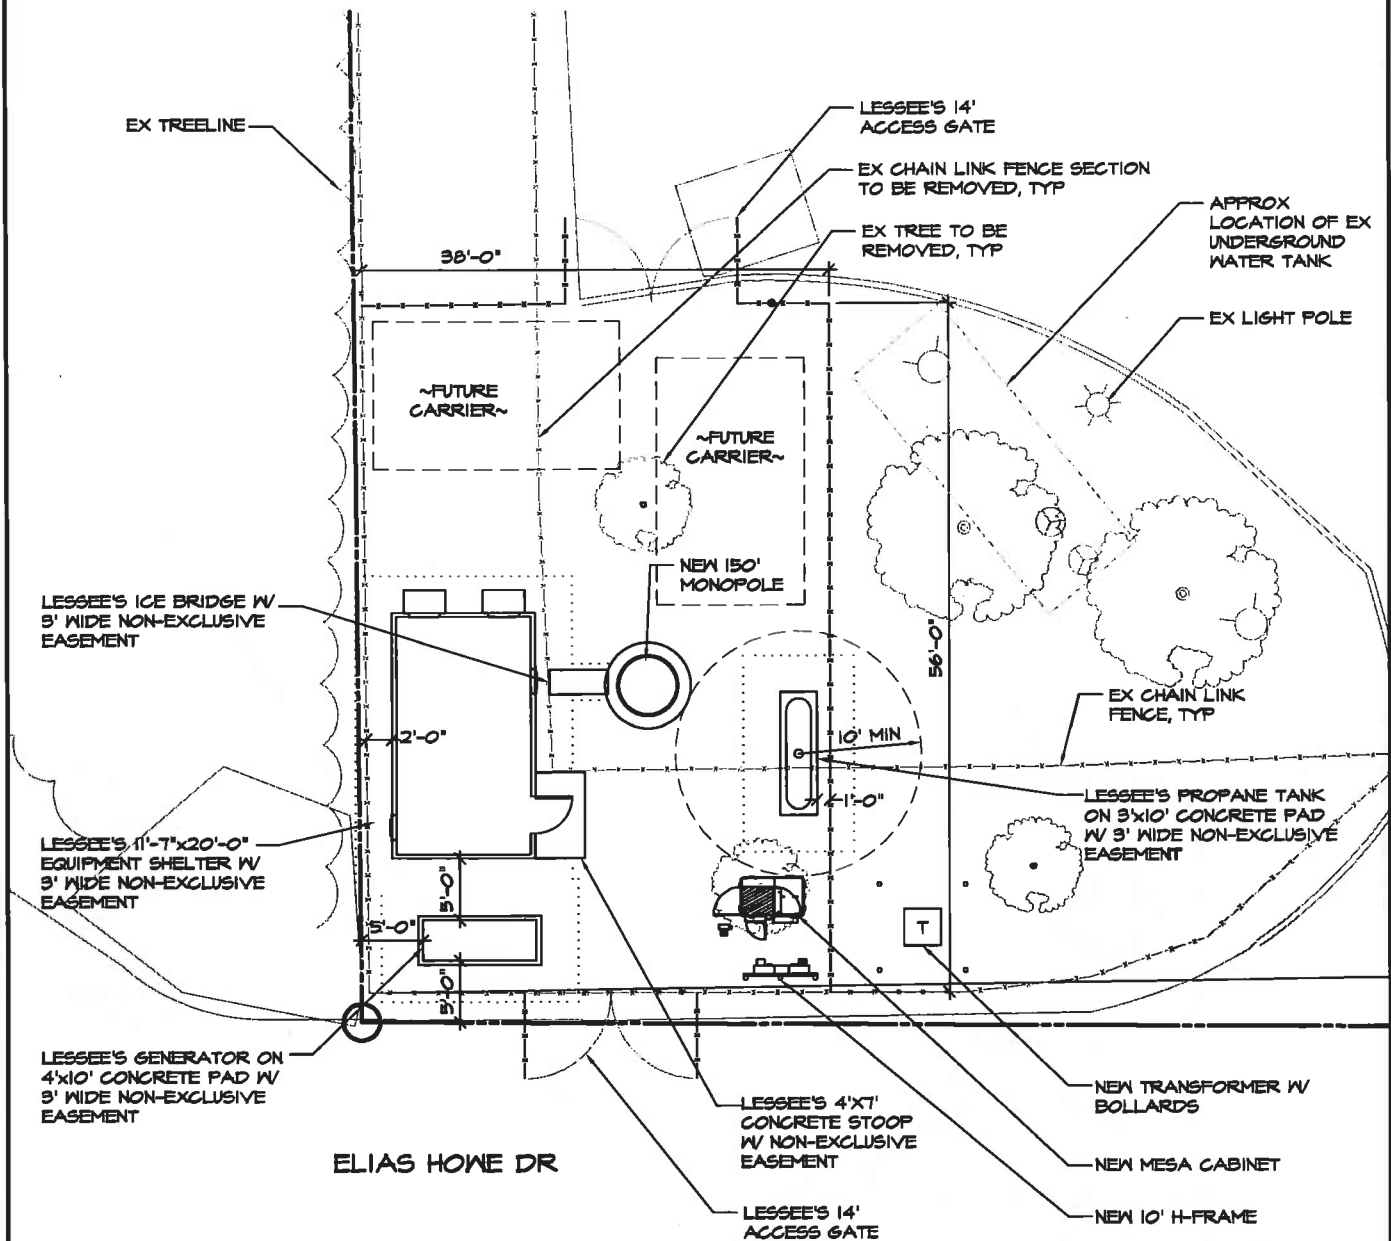 EX TREELINE
LESSEE'S 14'
ACCESS GATE
EX CHAIN LINK FENCE SECTION
TO BE REMOVED, TYP
EX TREE TO BE
REMOVED, TYP
APPROX
LOCATION OF EX
UNDERGROUND
WATER TANK
38'-0"
EX LIGHT POLE
~FUTURE
CARRIER~
~FUTURE
CARRIER~
NEW 150'
MONOPOLE
LESSEE'S ICE BRIDGE W/
3' WIDE NON-EXCLUSIVE
EASEMENT
56'-0"
EX CHAIN LINK
FENCE, TYP
2'-0"
10' MIN
1'-0"
LESSEE'S PROPANE TANK
ON 3'x10' CONCRETE PAD
W/ 3' WIDE NON-EXCLUSIVE
EASEMENT
LESSEE'S 11'-7"x20'-0"
EQUIPMENT SHELTER W/
3' WIDE NON-EXCLUSIVE
EASEMENT
5'-0"
5'-0"
T
5'-0"
LESSEE'S GENERATOR ON
4'x10' CONCRETE PAD W/
3' WIDE NON-EXCLUSIVE
EASEMENT
NEW TRANSFORMER W/
BOLLARDS
LESSEE'S 4'X7'
CONCRETE STOOP
W/ NON-EXCLUSIVE
EASEMENT
ELIAS HOWE DR
NEW MESA CABINET
LESSEE'S 14'
ACCESS GATE
NEW 10' H-FRAME